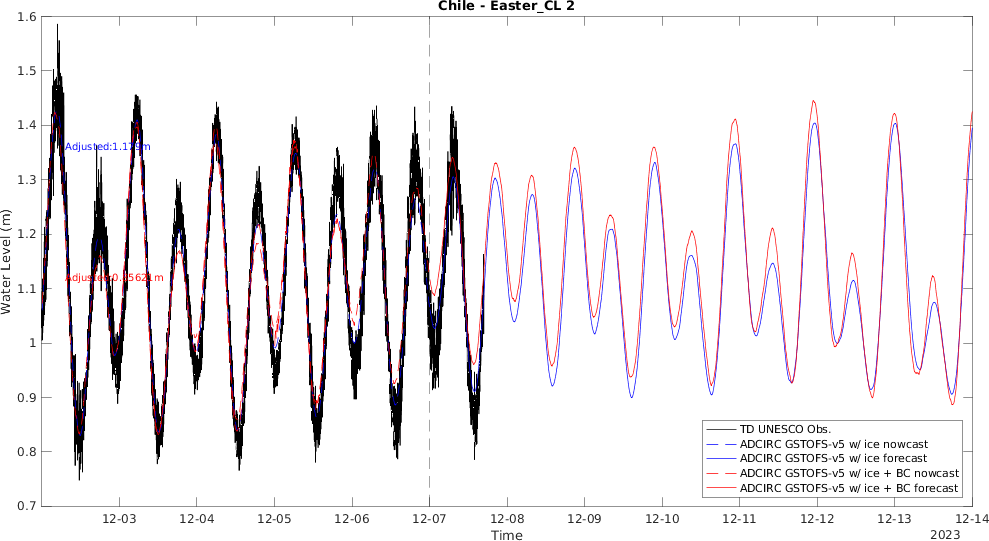 Chile - Easter_CL 2
1.6
1.5
1.4
1.3
1.2
1.1
1
0.9
0.8
0.7
Water Level (m)
Adjusted:1.179m
TD UNESCO Obs.
ADCIRC GSTOFS-v5 w/ ice nowcast
ADCIRC GSTOFS-v5 w/ ice forecast
ADCIRC GSTOFS-v5 w/ ice + BC nowcast
ADCIRC GSTOFS-v5 w/ ice + BC forecast
12-03 12-04 12-05 12-06 12-07 12-08 12-09 12-10 12-11 12-12 12-13 12-14
Time
2023